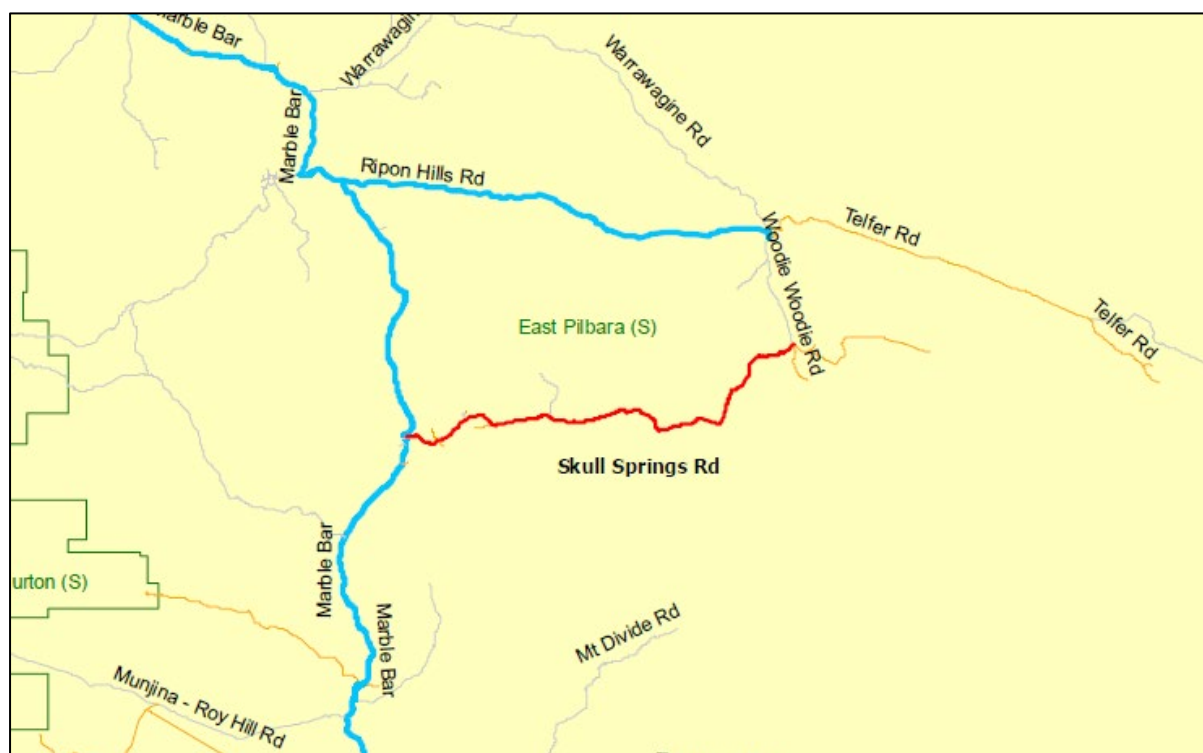 Marble Bar
Warrawagine
Warrawagine Rd
Marble Bar
Ripon Hills Rd
Telfer Rd
Woodie Woodie Rd
Telfer Rd
East Pilbara (S)
Skull Springs Rd
Marble Bar
urton (S)
Marble Bar
Mt Divide Rd
Munjina - Roy Hill Rd